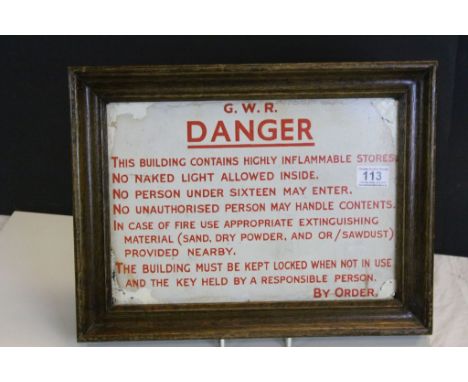 G. W. R.
DANGER
THIS BUILDING CONTAINS HIGHLY INFLAMMABLE STORES.
NO NAKED LIGHT ALLOWED INSIDE.
NO PERSON UNDER SIXTEEN MAY ENTER.
NO UNAUTHORISED PERSON MAY HANDLE CONTENTS.
IN CASE OF FIRE USE APPROPRIATE EXTINGUISHING
MATERIAL (SAND, DRY POWDER, AND OR/SAWDUST)
PROVIDED NEARBY.
THE BUILDING MUST BE KEPT LOCKED WHEN NOT IN USE
AND THE KEY HELD BY A RESPONSIBLE PERSON.
BY ORDER.
113